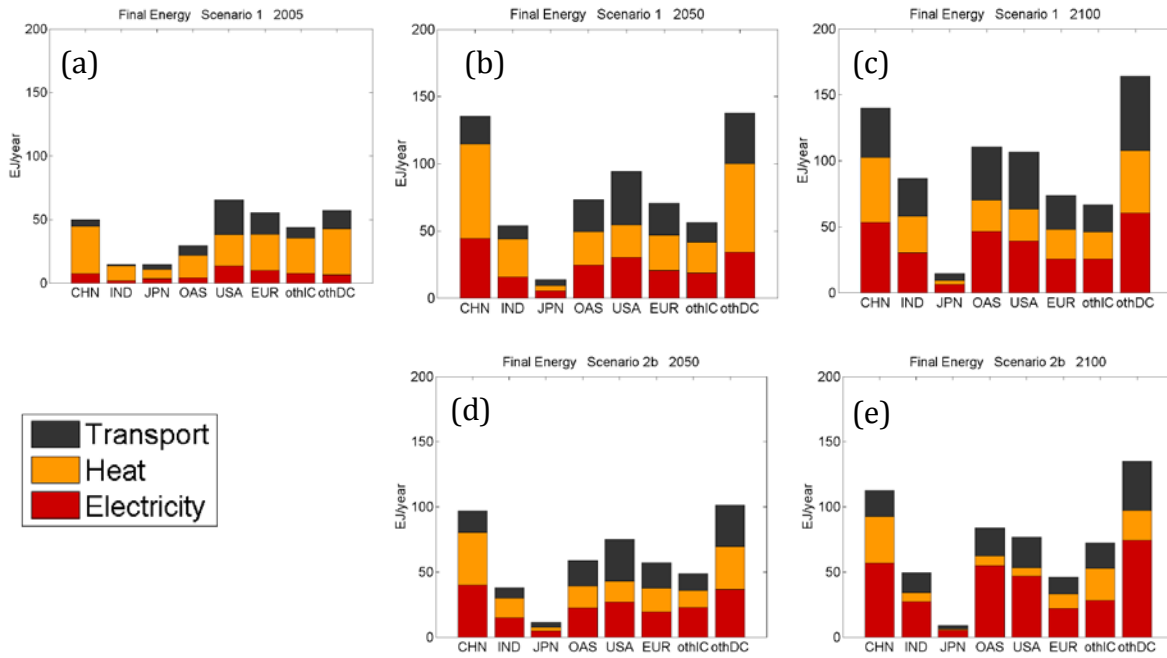 Final Energy Scenario 1 2005
(a)
200
150
100
50
0
EJ/year
CHN IND JPN OAS USA EUR othIC othDC
Final Energy Scenario 1 2050
(b)
200
150
100
50
0
EJ/year
CHN IND JPN OAS USA EUR othIC othDC
Final Energy Scenario 1 2100
(c)
200
150
100
50
0
EJ/year
CHN IND JPN OAS USA EUR othIC othDC
Transport
Heat
Electricity
Final Energy Scenario 2b 2050
(d)
200
150
100
50
0
EJ/year
CHN IND JPN OAS USA EUR othIC othDC
Final Energy Scenario 2b 2100
(e)
200
150
100
50
0
EJ/year
CHN IND JPN OAS USA EUR othIC othDC